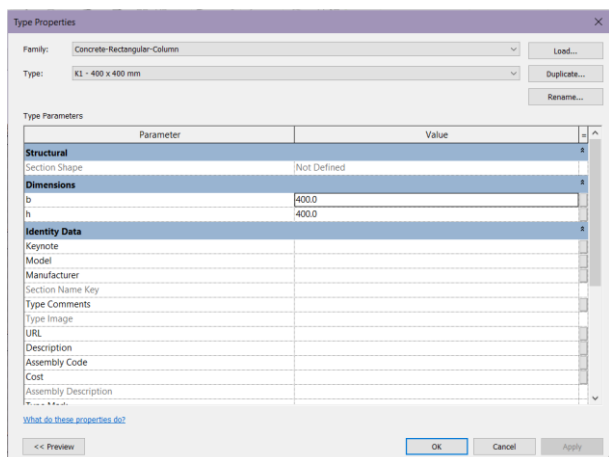 Type Properties
Family: Concrete-Rectangular-Column Load...
Type: K1 - 400 x 400 mm Duplicate...
Rename...
Type Parameters
Parameter Value =
Structural
Section Shape Not Defined
Dimensions
b 400.0
h 400.0
Identity Data
Keynote
Model
Manufacturer
Section Name Key
Type Comments
Type Image
URL
Description
Assembly Code
Cost
Assembly Description
What do these properties do?
<< Preview OK Cancel Apply